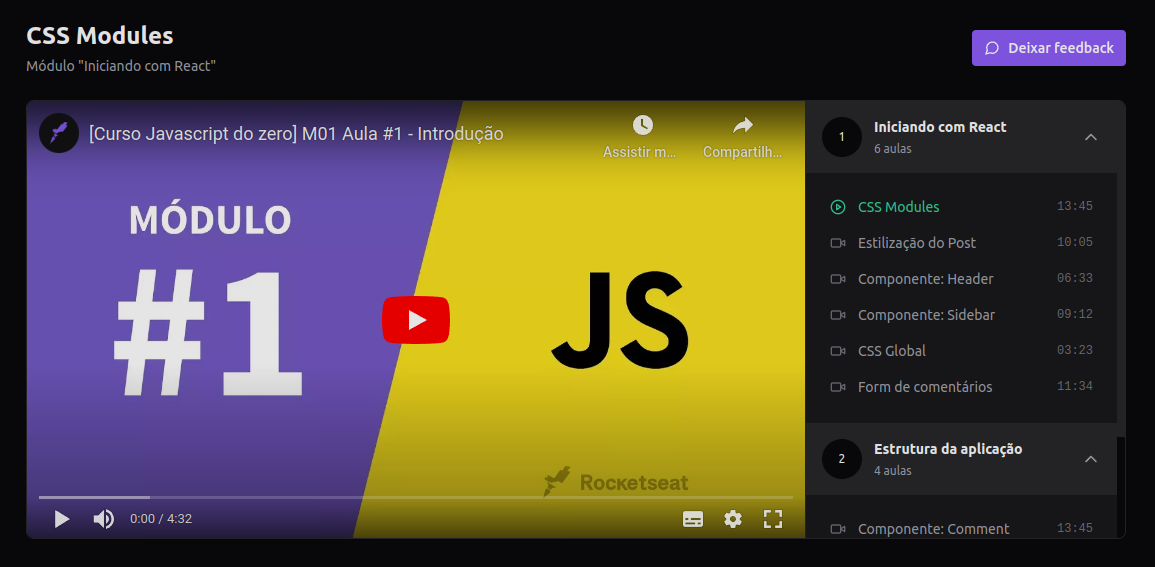 CSS Modules
Módulo "Iniciando com React"
Deixar feedback
[Curso Javascript do zero] M01 Aula #1 - Introdução
Assistir m...
Compartilh...
MÓDULO
#1
JS
Rocketseat
0:00 / 4:32
1
Iniciando com React
6 aulas
CSS Modules 13:45
Estilização do Post 10:05
Componente: Header 06:33
Componente: Sidebar 09:12
CSS Global 03:23
Form de comentários 11:34
2
Estrutura da aplicação
4 aulas
Componente: Comment 13:45